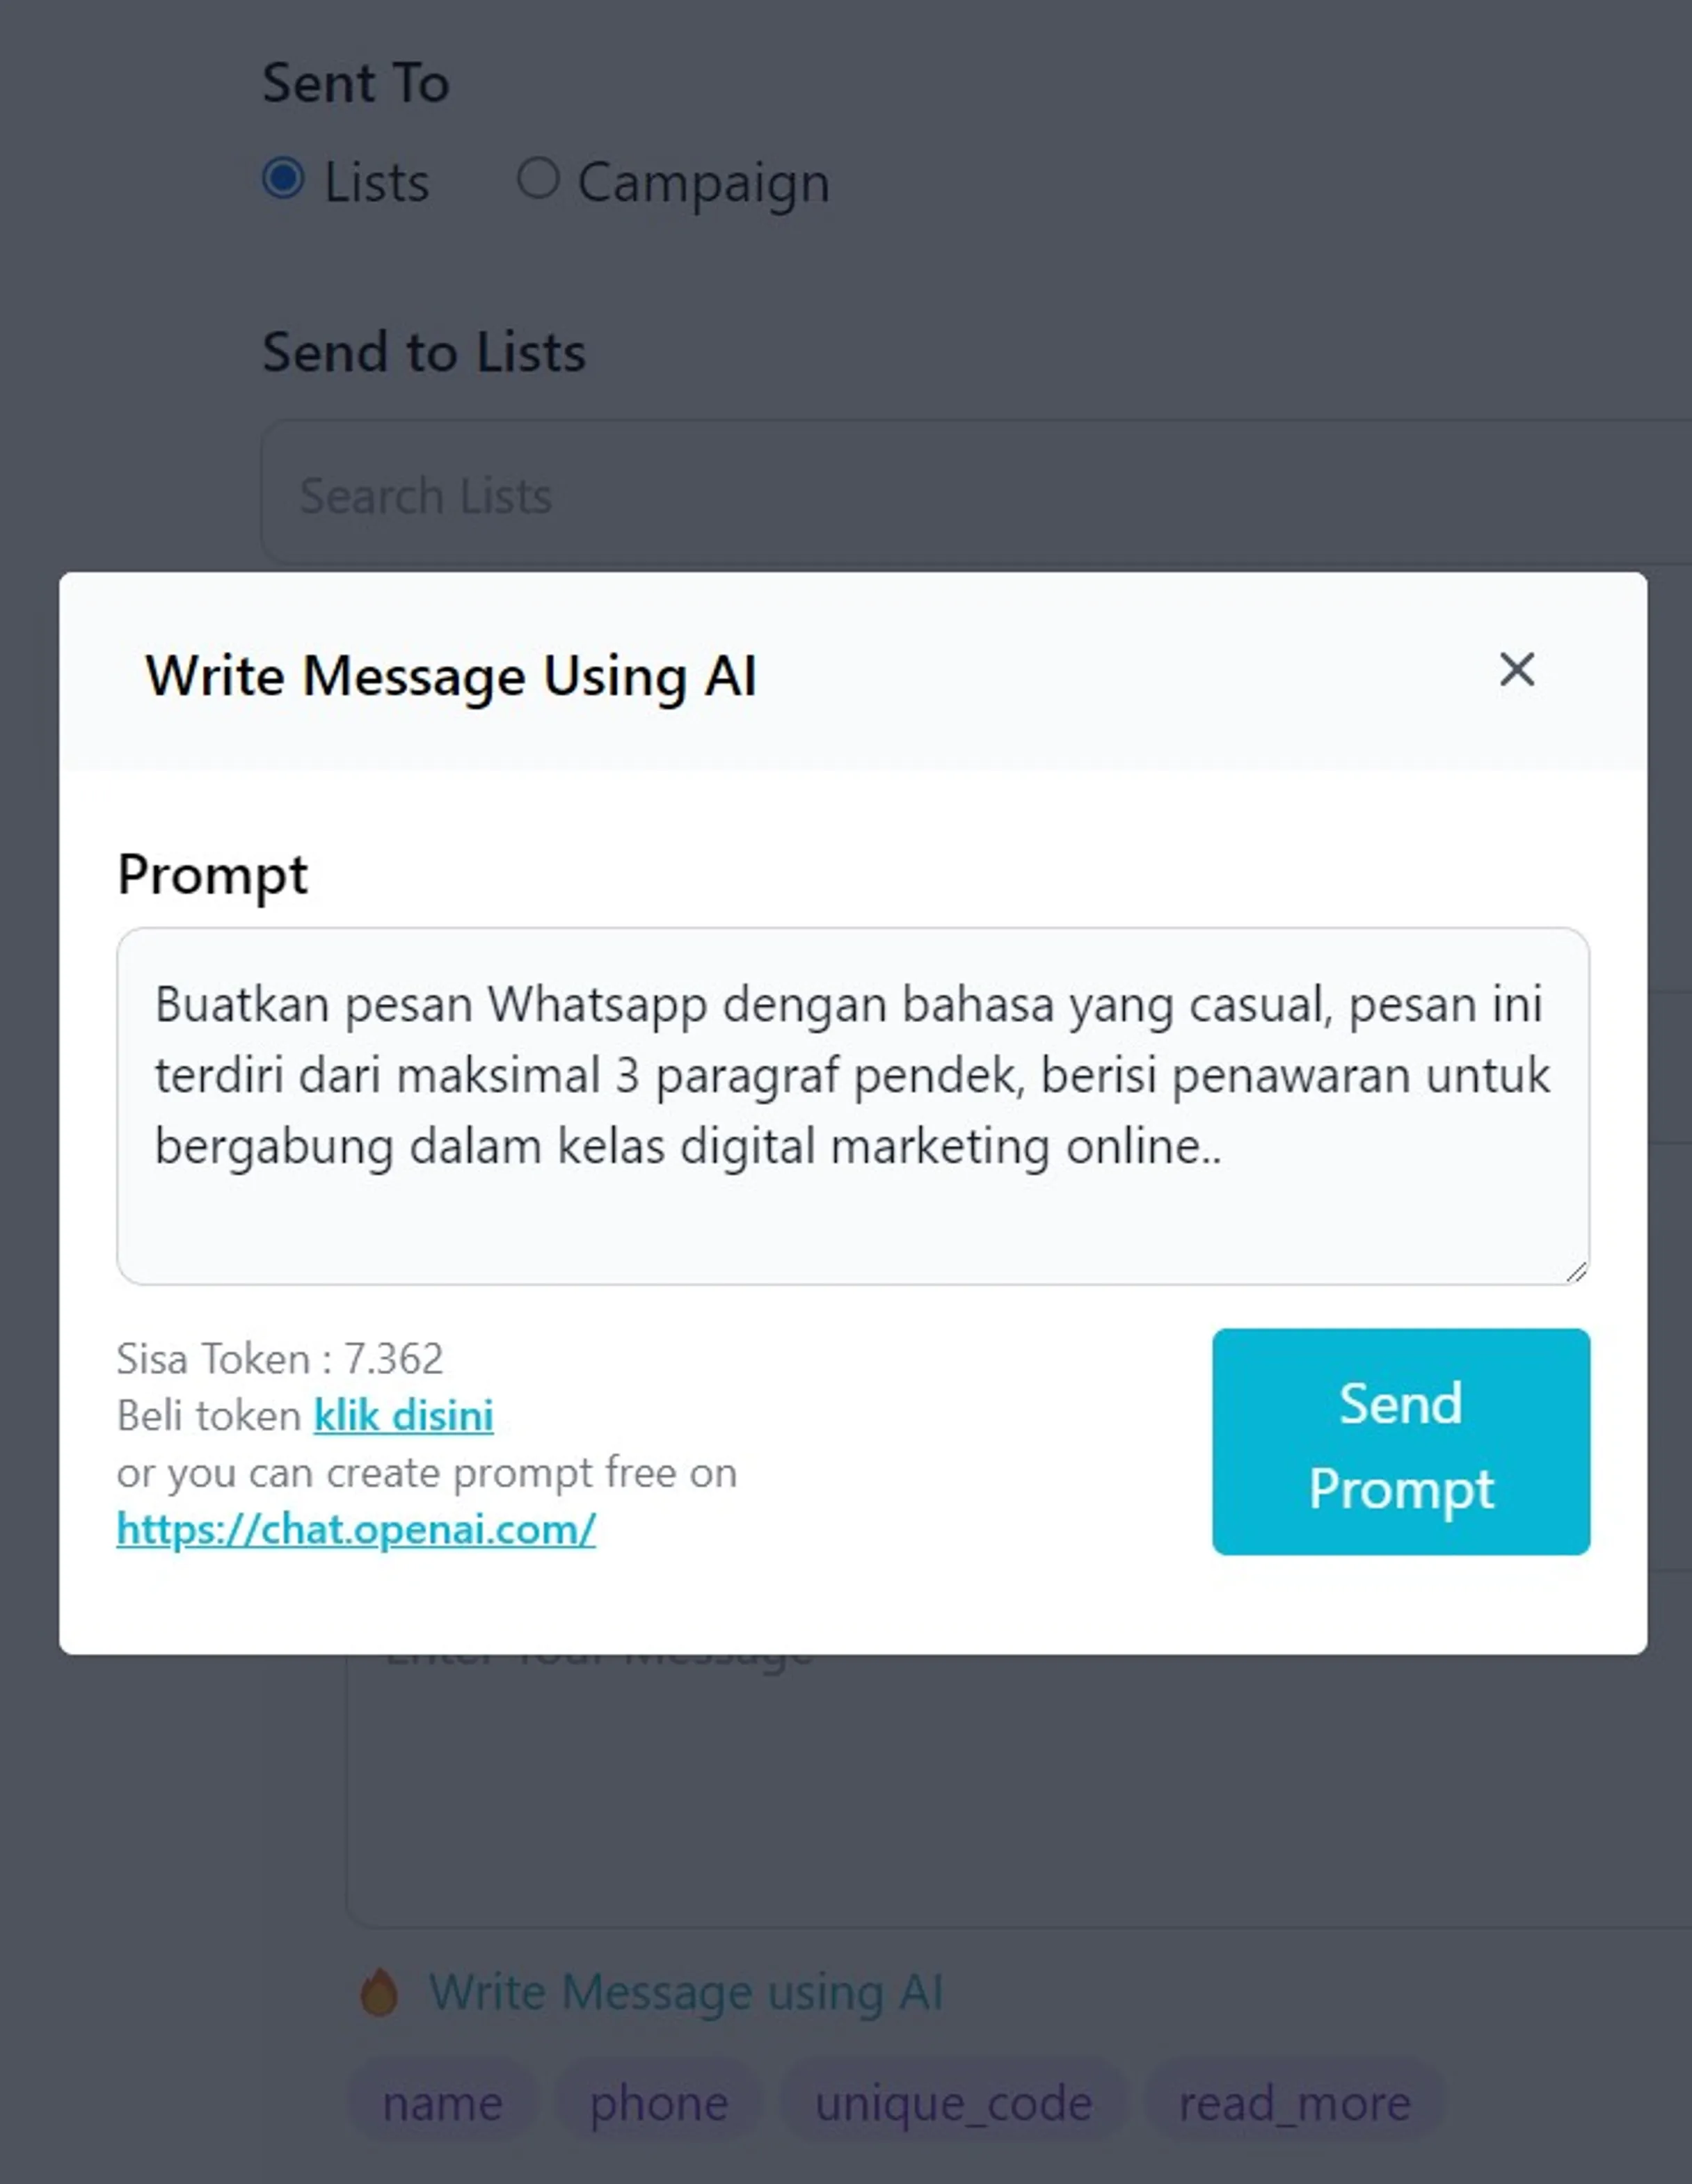 Sent To
Lists Campaign
Send to Lists
Search Lists
Write Message Using AI
Prompt
Buatkan pesan Whatsapp dengan bahasa yang casual, pesan ini
terdiri dari maksimal 3 paragraf pendek, berisi penawaran untuk
bergabung dalam kelas digital marketing online..
Sisa Token : 7.362
Beli token klik disini
or you can create prompt free on
https://chat.openai.com/
Send
Prompt
Enter Your Message
Write Message using AI
name phone unique_code read_more